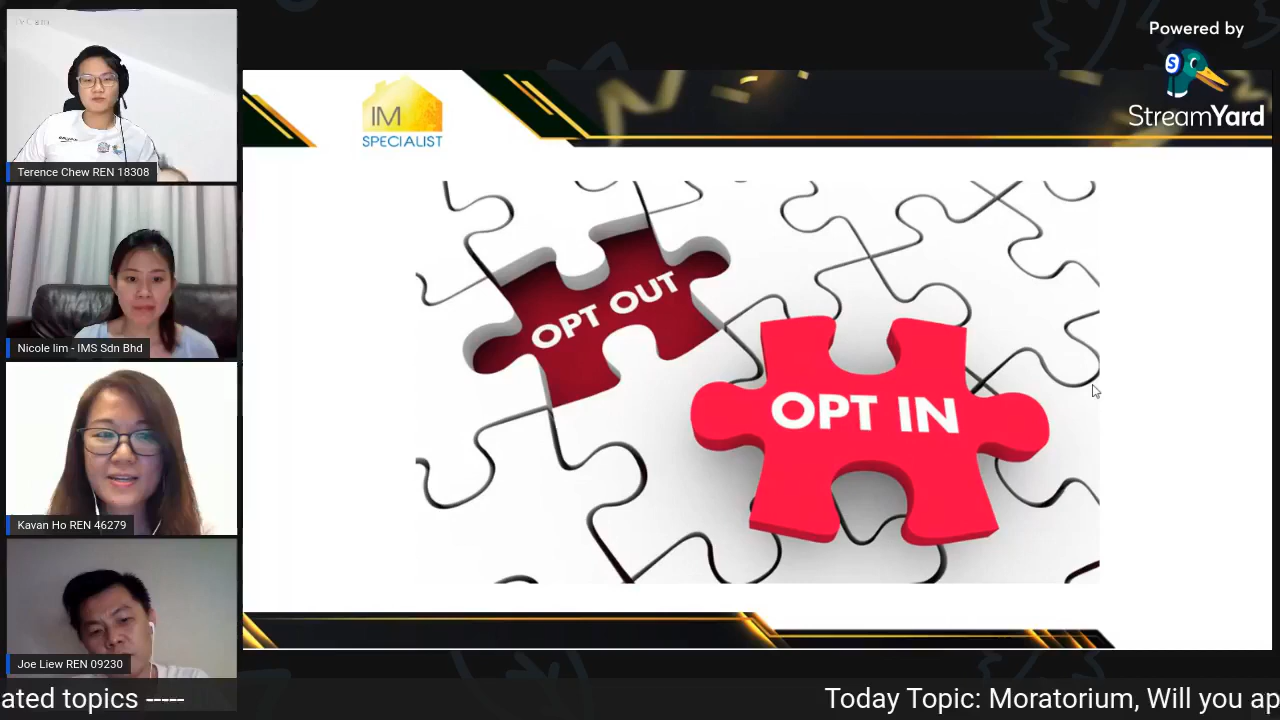 Terence Chew REN 18308
Nicole lim - IMS Sdn Bhd
Kavan Ho REN 46279
Joe Liew REN 09230
Powered by
S
StreamYard
IM
SPECIALIST
OPT OUT
OPT IN
ated topics -----
Today Topic: Moratorium, Will you ap